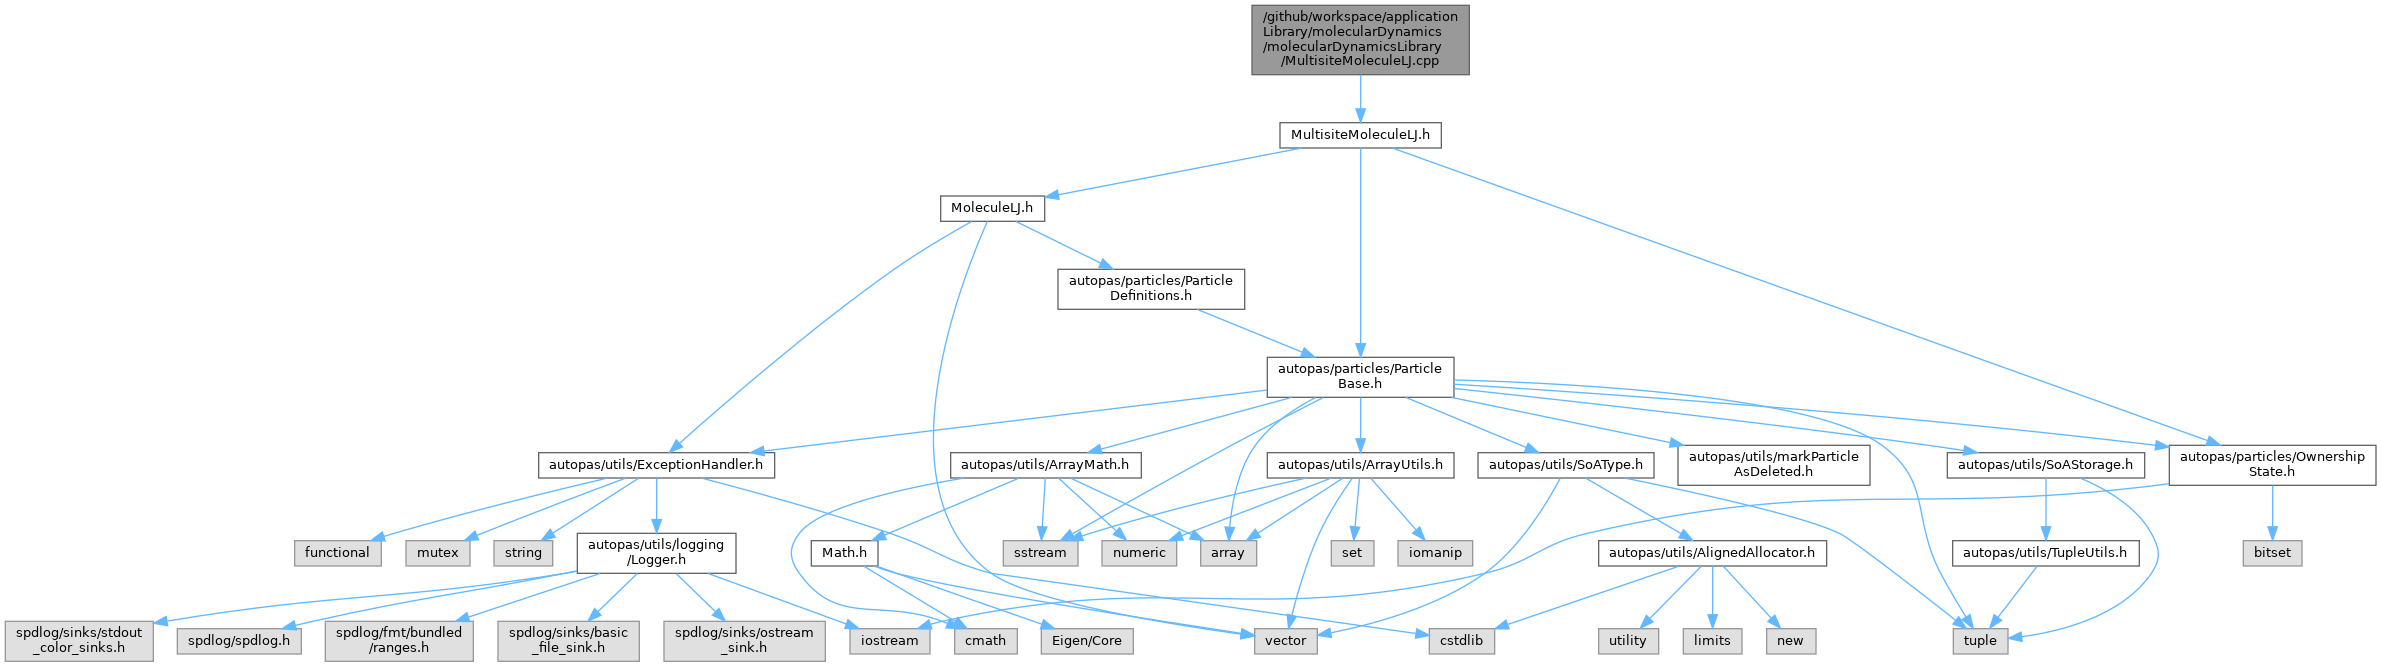 /github/workspace/application
Library/molecularDynamics
/molecularDynamicsLibrary
/MultisiteMoleculeLJ.cpp
MultisiteMoleculeLJ.h
MoleculeLJ.h
autopas/particles/Particle
Definitions.h
autopas/particles/Particle
Base.h
autopas/utils/ExceptionHandler.h
autopas/utils/ArrayMath.h
autopas/utils/ArrayUtils.h
autopas/utils/SoAType.h
autopas/utils/markParticle
AsDeleted.h
autopas/utils/SoAStorage.h
autopas/particles/Ownership
State.h
functional
mutex
string
autopas/utils/logging
/Logger.h
Math.h
sstream
numeric
array
set
iomanip
autopas/utils/AlignedAllocator.h
autopas/utils/TupleUtils.h
bitset
spdlog/sinks/stdout
_color_sinks.h
spdlog/spdlog.h
spdlog/fmt/bundled
/ranges.h
spdlog/sinks/basic
_file_sink.h
spdlog/sinks/ostream
_sink.h
iostream
cmath
Eigen/Core
vector
cstdlib
utility
limits
new
tuple